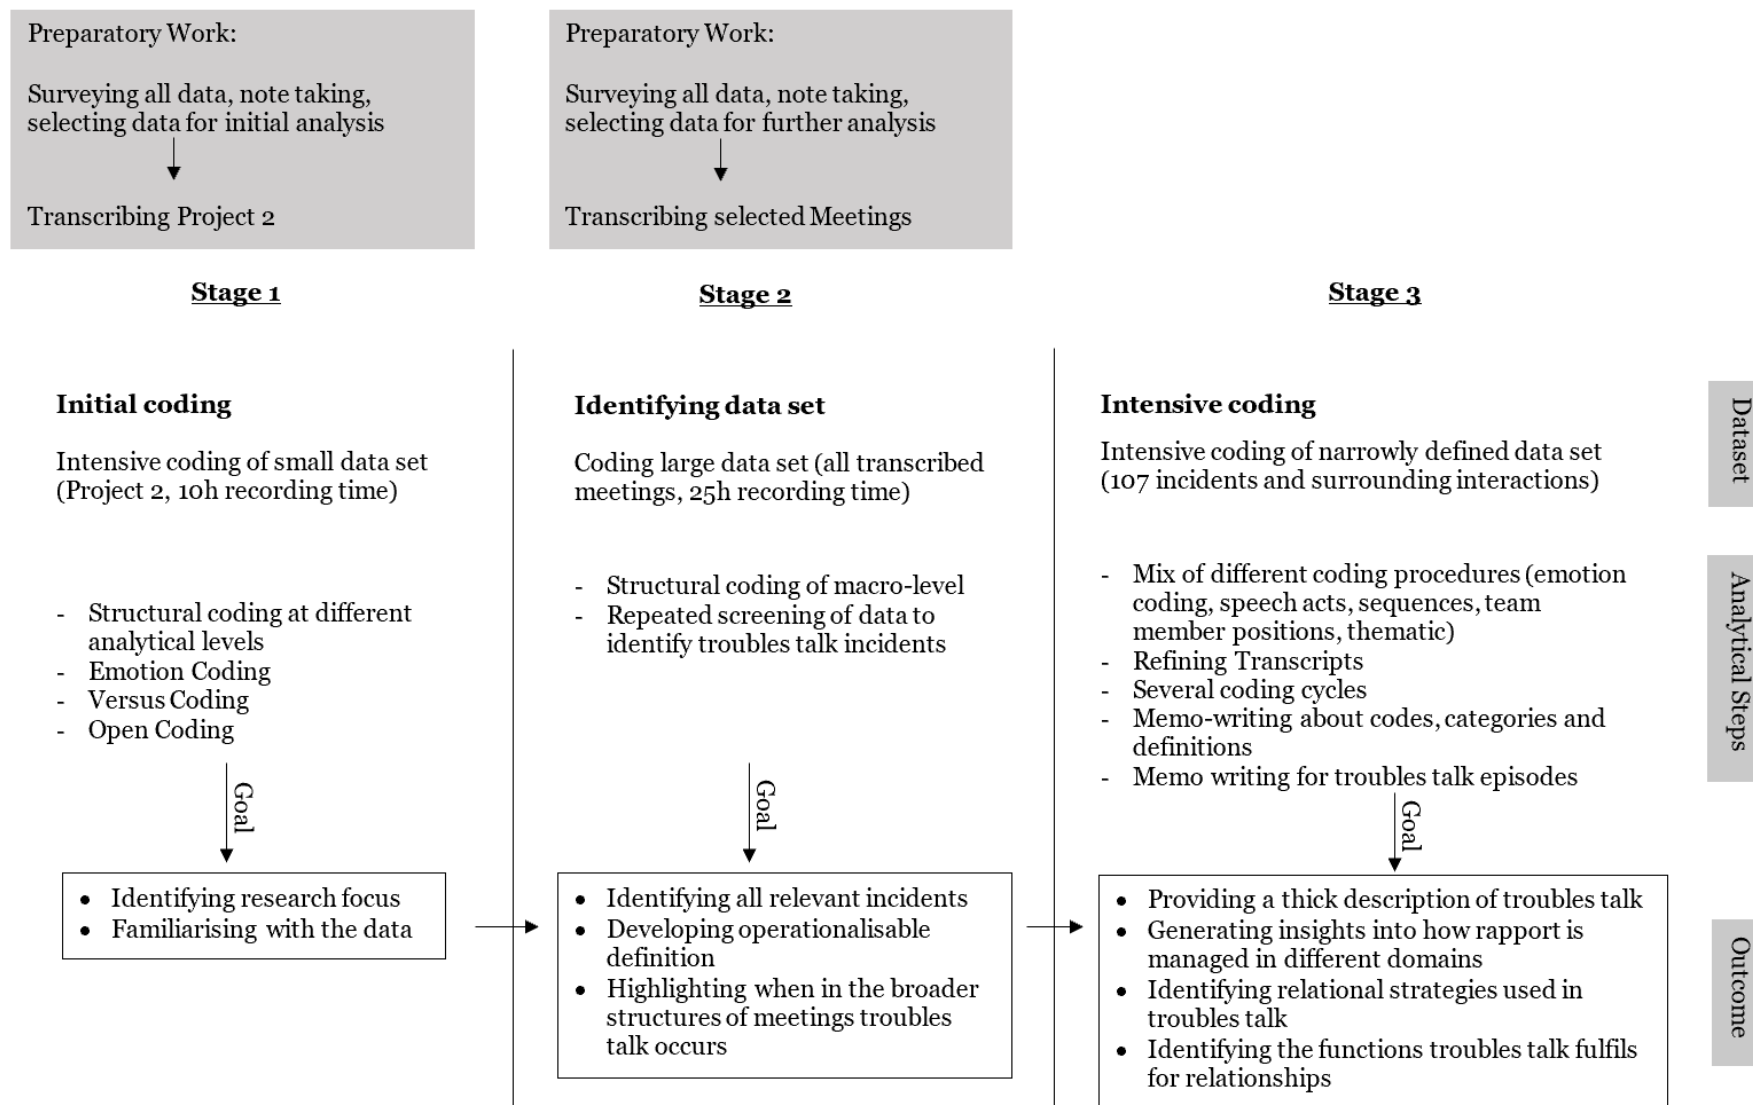 Preparatory Work:
Surveying all data, note taking,
selecting data for initial analysis
Transcribing Project 2
Preparatory Work:
Surveying all data, note taking,
selecting data for further analysis
Transcribing selected Meetings
Stage 1
Stage 2
Stage 3
Initial coding
Intensive coding of small data set
(Project 2, 10h recording time)
- Structural coding at different
analytical levels
- Emotion Coding
- Versus Coding
- Open Coding
Goal
• Identifying research focus
• Familiarising with the data
Identifying data set
Coding large data set (all transcribed
meetings, 25h recording time)
- Structural coding of macro-level
- Repeated screening of data to
identify troubles talk incidents
Goal
• Identifying all relevant incidents
• Developing operationalisable
definition
• Highlighting when in the broader
structures of meetings troubles
talk occurs
Intensive coding
Intensive coding of narrowly defined data set
(107 incidents and surrounding interactions)
- Mix of different coding procedures (emotion
coding, speech acts, sequences, team
member positions, thematic)
- Refining Transcripts
- Several coding cycles
- Memo-writing about codes, categories and
definitions
- Memo writing for troubles talk episodes
Goal
• Providing a thick description of troubles talk
• Generating insights into how rapport is
managed in different domains
• Identifying relational strategies used in
troubles talk
• Identifying the functions troubles talk fulfils
for relationships
Dataset
Analytical Steps
Outcome